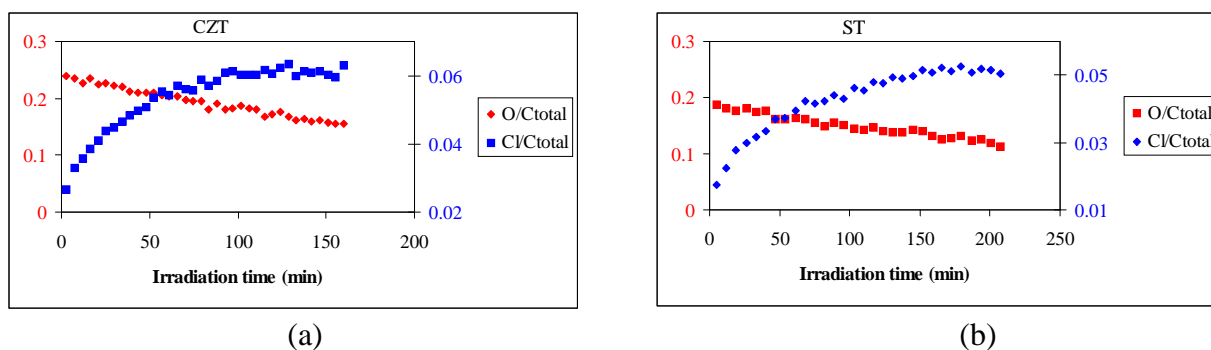 CZT
0.3
0.2
0.1
0
0.06
0.04
0.02
0 50 100 150 200
Irradiation time (min)
O/Ctotal
Cl/Ctotal
(a)
ST
0.3
0.2
0.1
0
0.05
0.03
0.01
0 50 100 150 200 250
Irradiation time (min)
O/Ctotal
Cl/Ctotal
(b)